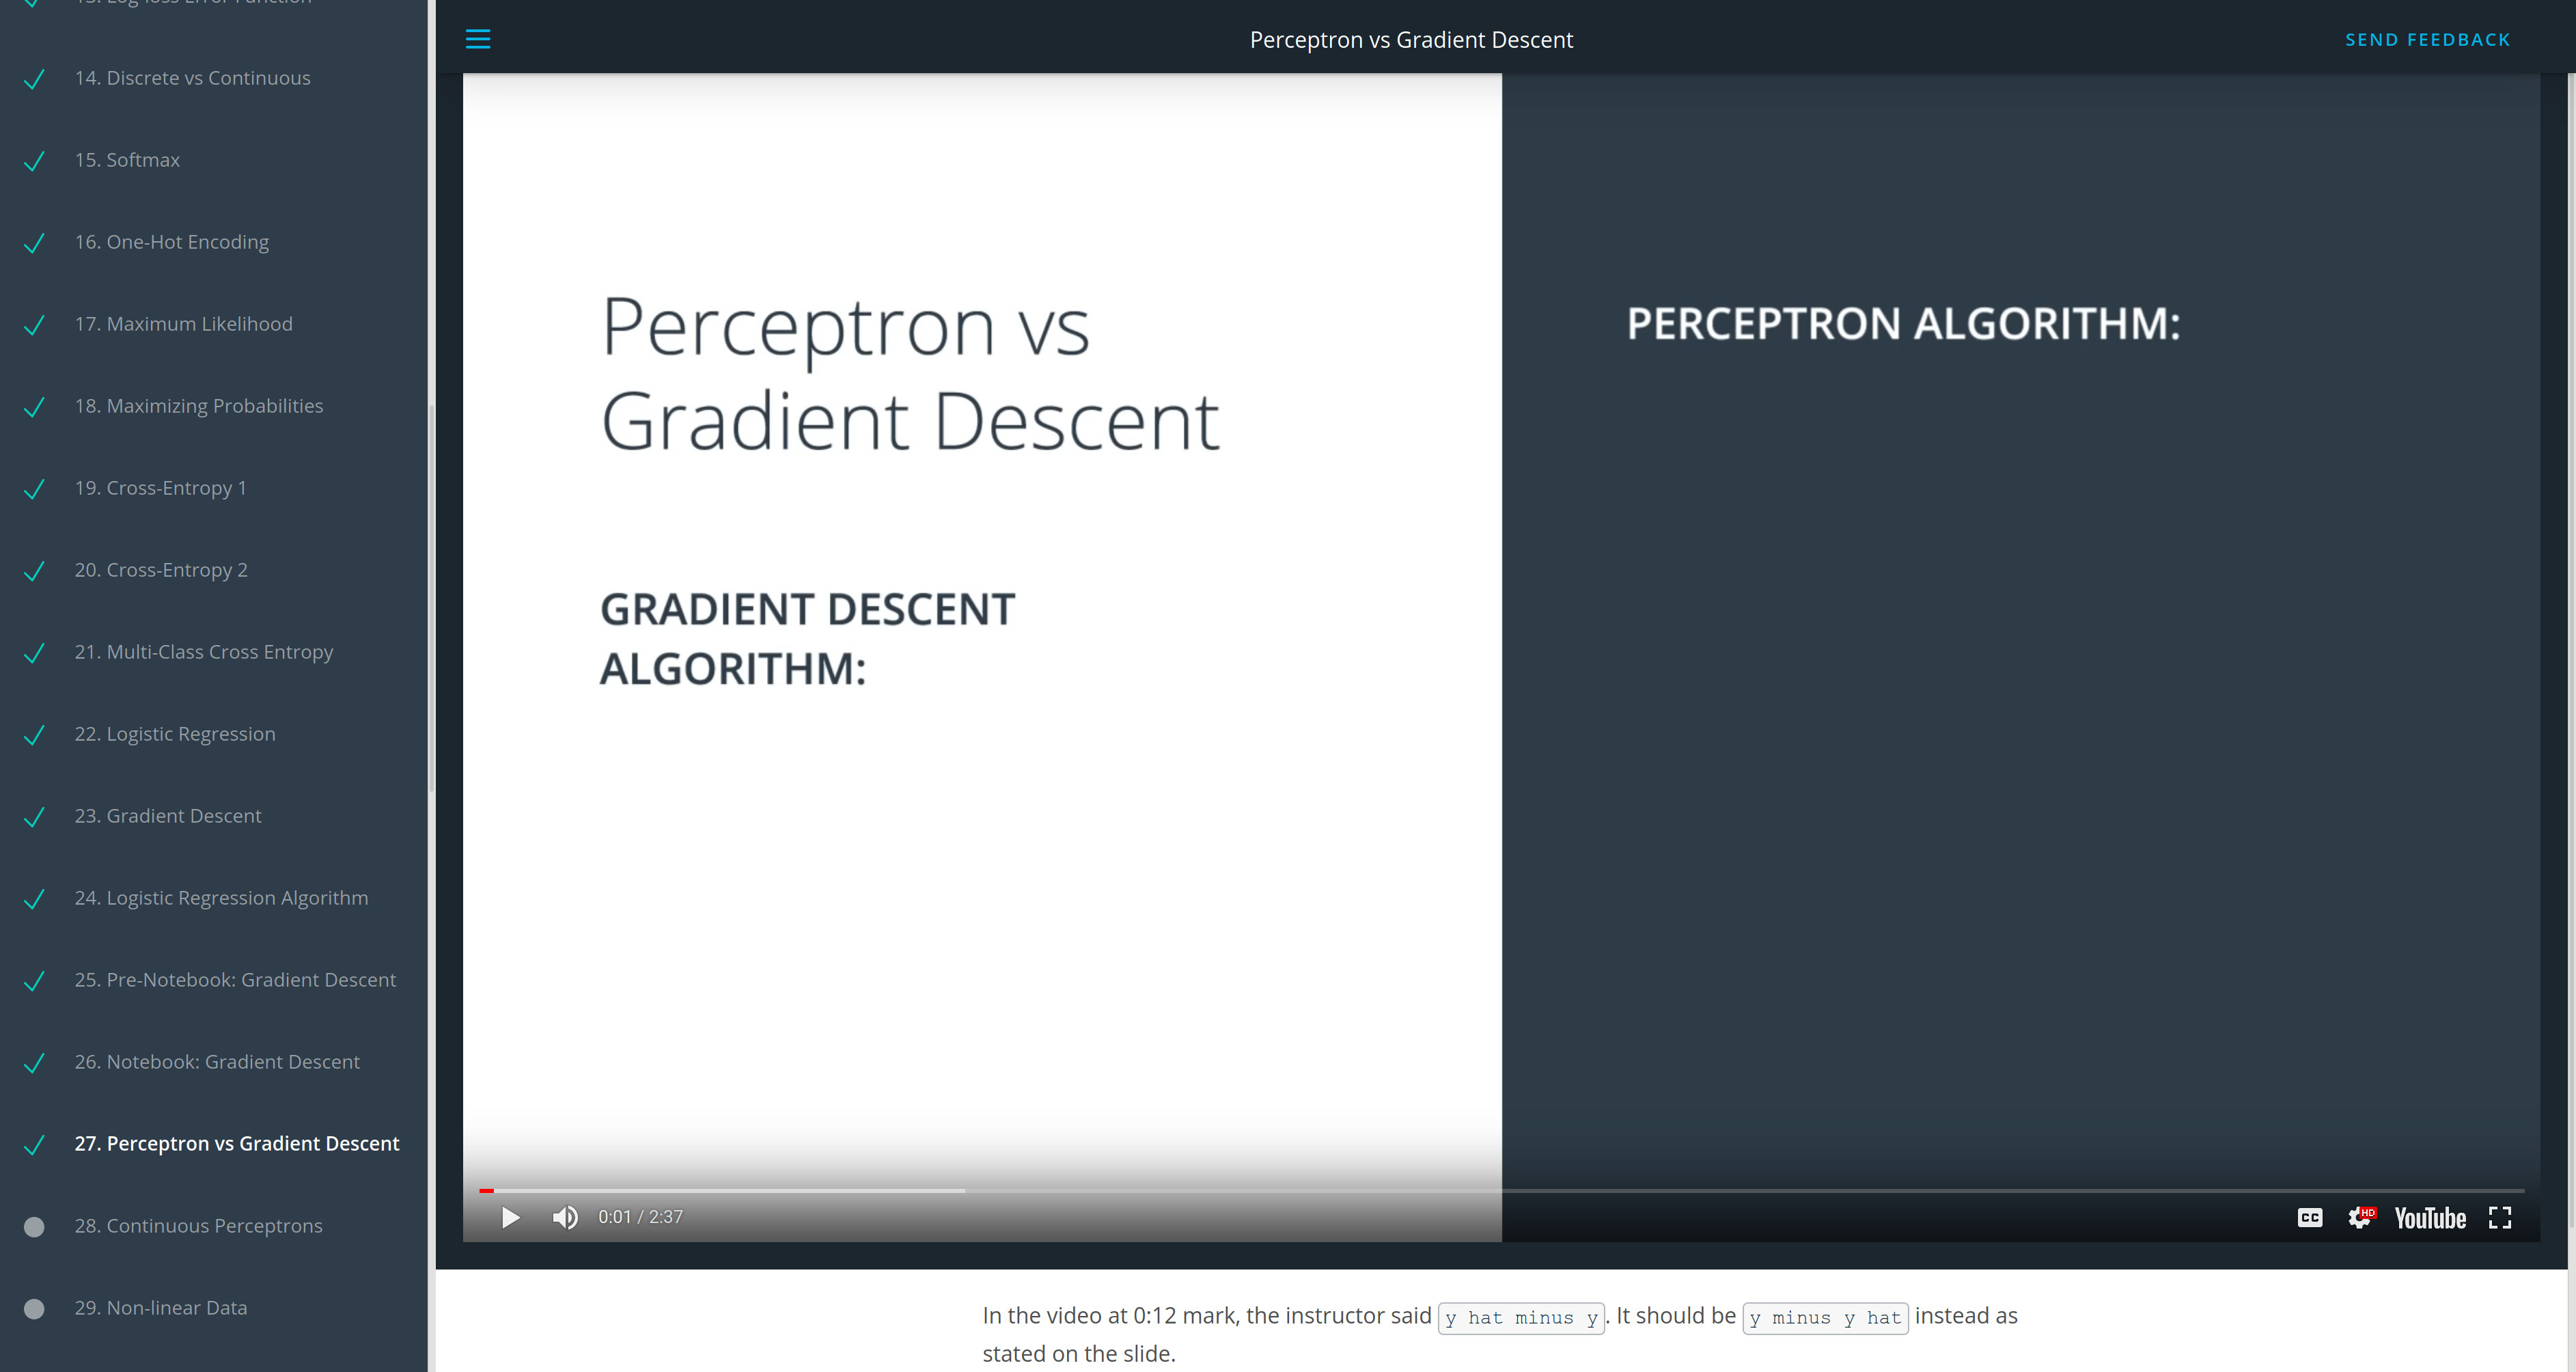 13. Log-loss Error Function
14. Discrete vs Continuous
15. Softmax
16. One-Hot Encoding
17. Maximum Likelihood
18. Maximizing Probabilities
19. Cross-Entropy 1
20. Cross-Entropy 2
21. Multi-Class Cross Entropy
22. Logistic Regression
23. Gradient Descent
24. Logistic Regression Algorithm
25. Pre-Notebook: Gradient Descent
26. Notebook: Gradient Descent
27. Perceptron vs Gradient Descent
28. Continuous Perceptrons
29. Non-linear Data
Perceptron vs Gradient Descent
SEND FEEDBACK
Perceptron vs
Gradient Descent
GRADIENT DESCENT
ALGORITHM:
PERCEPTRON ALGORITHM:
0:01 / 2:37
CC
HD
YouTube
In the video at 0:12 mark, the instructor said y hat minus y. It should be y minus y hat instead as
stated on the slide.